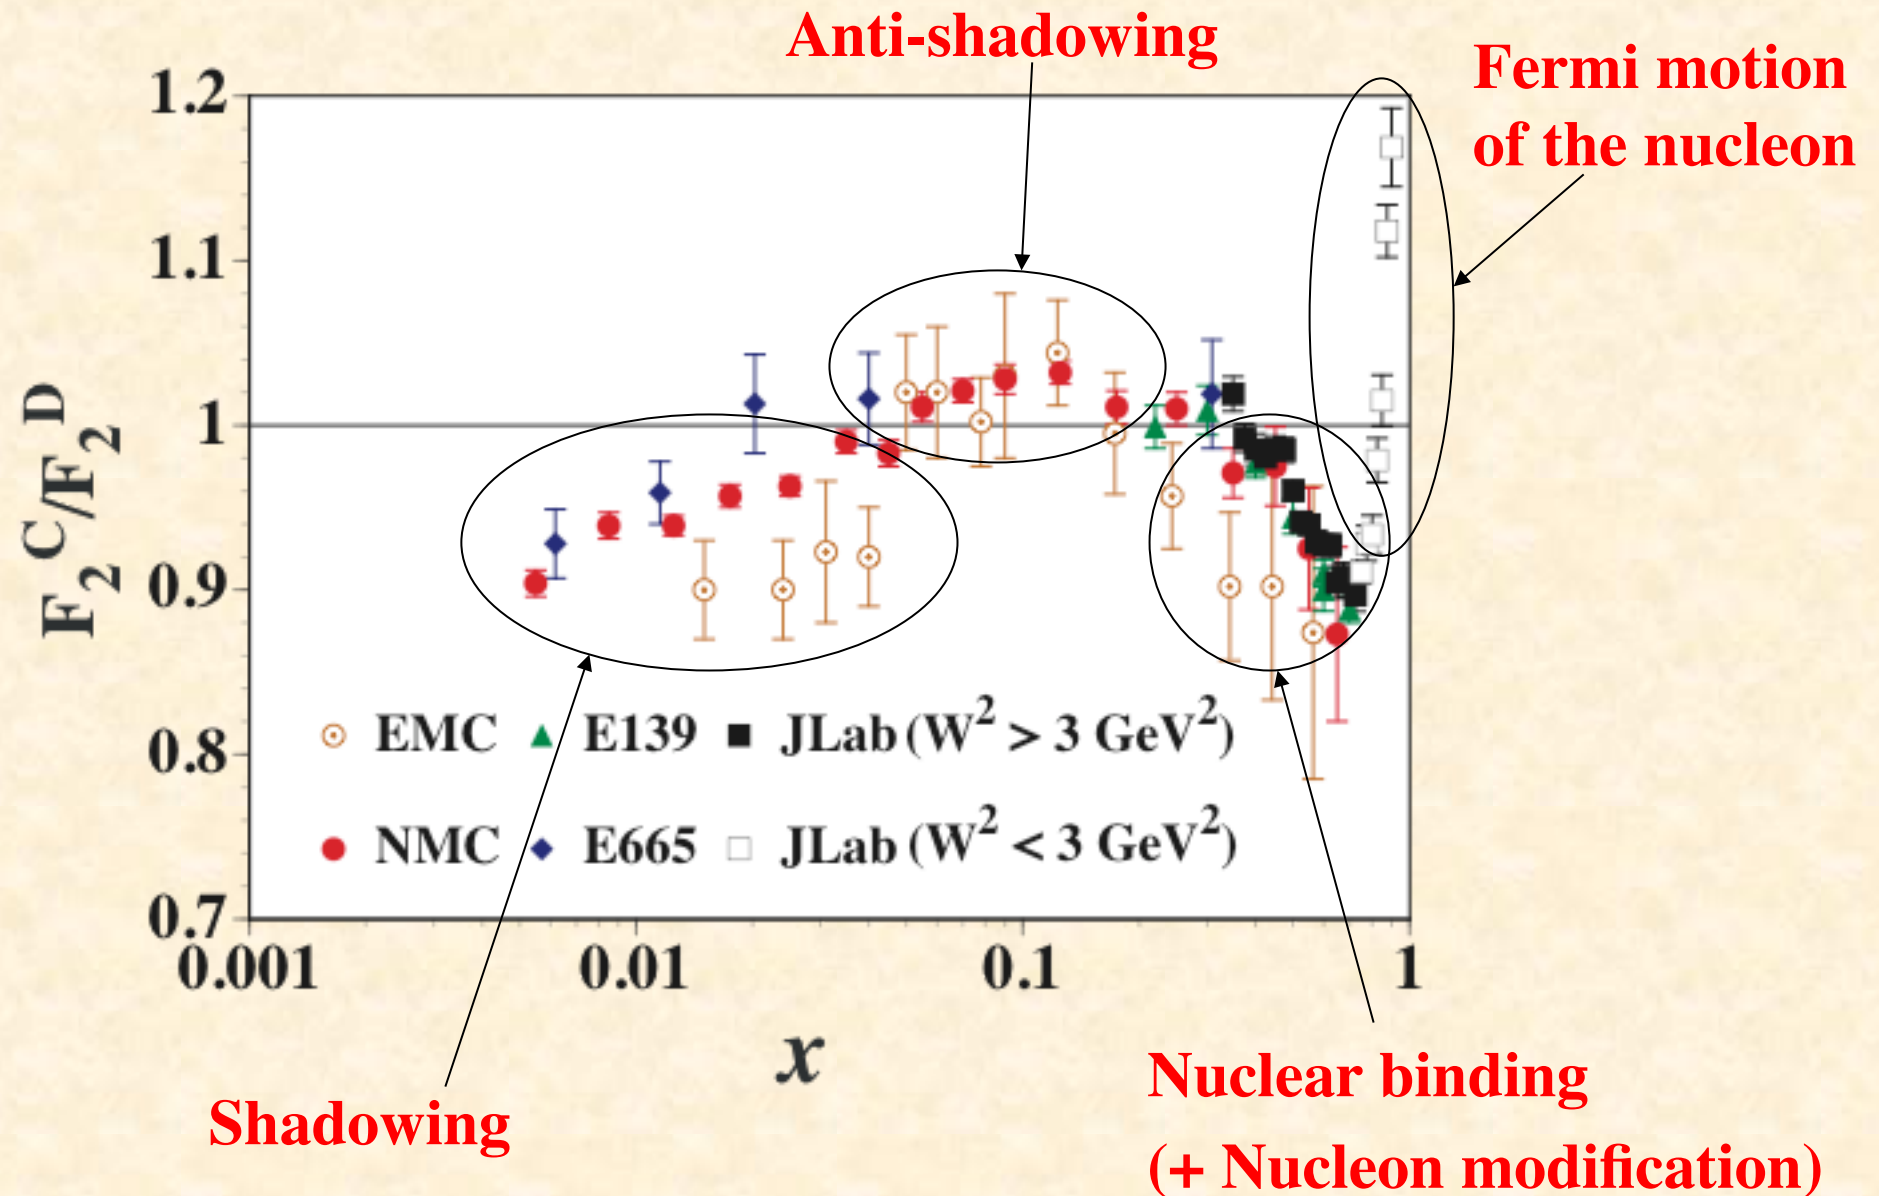 Anti-shadowing
Fermi motion
of the nucleon
1.2
1.1
1
0.9
0.8
0.7
F₂ᶜ/F₂ᴰ
EMC E139 JLab (W² > 3 GeV²)
NMC E665 JLab (W² < 3 GeV²)
0.001 0.01 0.1 1
x
Shadowing
Nuclear binding
(+ Nucleon modification)